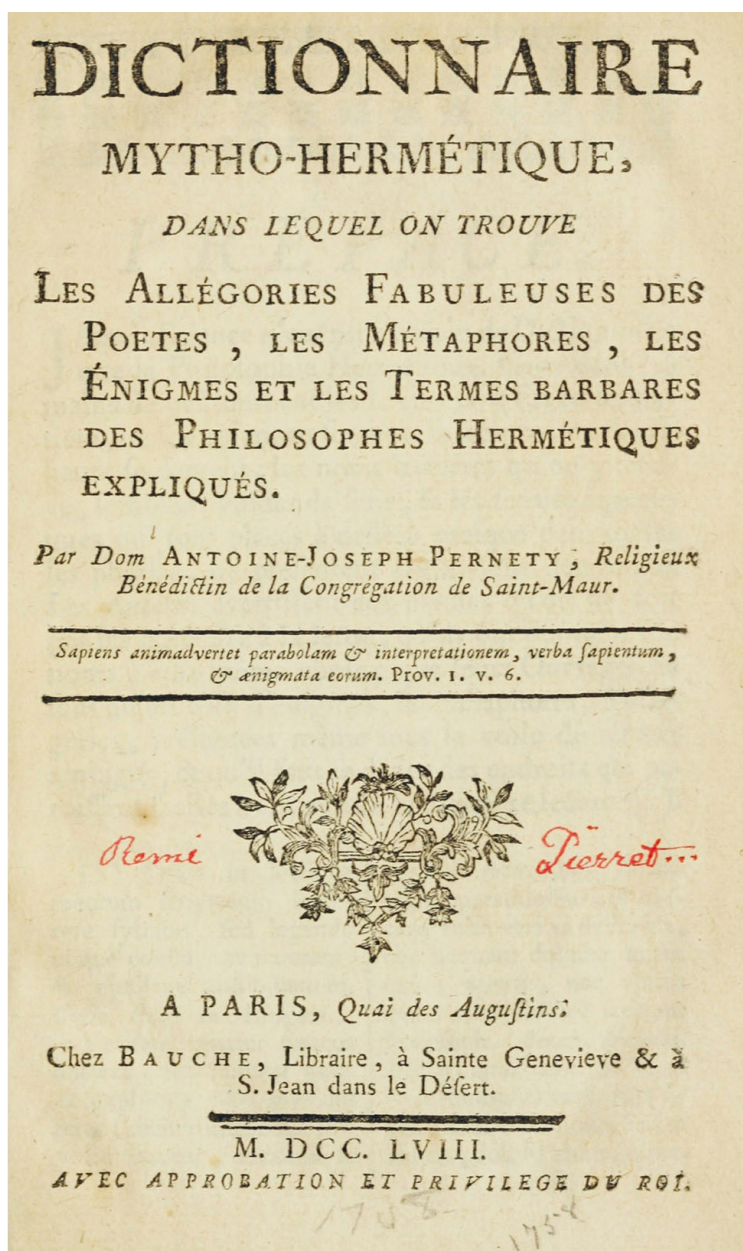 DICTIONNAIRE
MYTHO-HERMÉTIQUE,
DANS LEQUEL ON TROUVE
LES ALLÉGORIES FABULEUSES DES
POETES , LES MÉTAPHORES , LES
ÉNIGMES ET LES TERMES BARBARES
DES PHILOSOPHES HERMÉTIQUES
EXPLIQUÉS.
Par Dom ANTOINE-JOSEPH PERNETY, Religieux
Bénédictin de la Congrégation de Saint-Maur.
Sapiens animadvertet parabolam & interpretationem, verba ſapientum,
& ænigmata eorum. Prov. 1. v. 6.
Remi Pierret...
A PARIS, Quai des Auguſtins.
Chez BAUCHE, Libraire, à Sainte Genevieve & à
S. Jean dans le Déſert.
M. DCC. LVIII.
AVEC APPROBATION ET PRIVILEGE DU ROI.
1758
1758